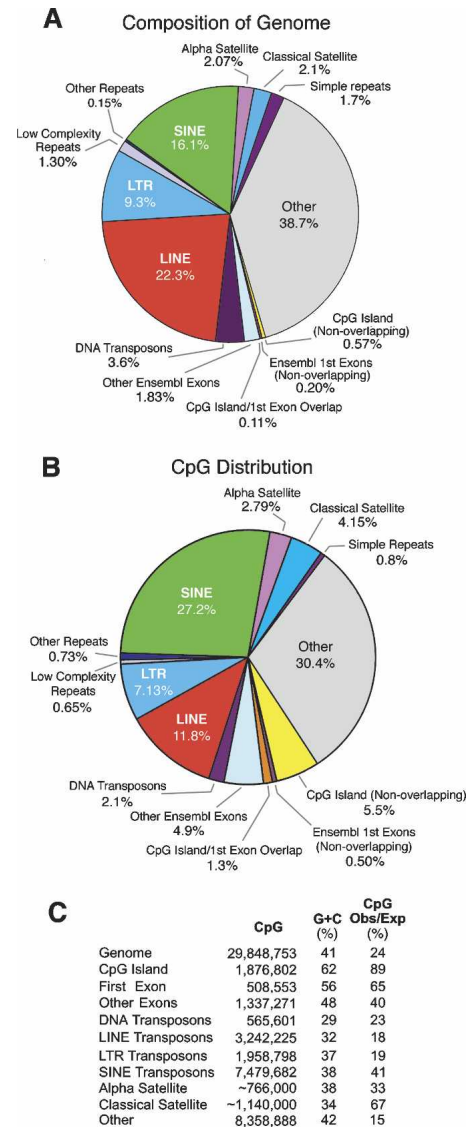 A
Composition of Genome
Alpha Satellite
2.07%
Classical Satellite
2.1%
Simple repeats
1.7%
Other Repeats
0.15%
Low Complexity
Repeats
1.30%
SINE
16.1%
LTR
9.3%
Other
38.7%
LINE
22.3%
CpG Island
(Non-overlapping)
0.57%
DNA Transposons
3.6%
Ensembl 1st Exons
(Non-overlapping)
0.20%
Other Ensembl Exons
1.83%
CpG Island/1st Exon Overlap
0.11%
B
CpG Distribution
Alpha Satellite
2.79%
Classical Satellite
4.15%
Simple Repeats
0.8%
SINE
27.2%
Other
30.4%
Other Repeats
0.73%
Low Complexity
Repeats
0.65%
LTR
7.13%
LINE
11.8%
DNA Transposons
2.1%
CpG Island (Non-overlapping)
5.5%
Other Ensembl Exons
4.9%
Ensembl 1st Exons
(Non-overlapping)
0.50%
CpG Island/1st Exon Overlap
1.3%
C
CpG G+C (%) CpG Obs/Exp (%)
Genome 29,848,753 41 24
CpG Island 1,876,802 62 89
First Exon 508,553 56 65
Other Exons 1,337,271 48 40
DNA Transposons 565,601 29 23
LINE Transposons 3,242,225 32 18
LTR Transposons 1,958,798 37 19
SINE Transposons 7,479,682 38 41
Alpha Satellite ~766,000 38 33
Classical Satellite ~1,140,000 34 67
Other 8,358,888 42 15